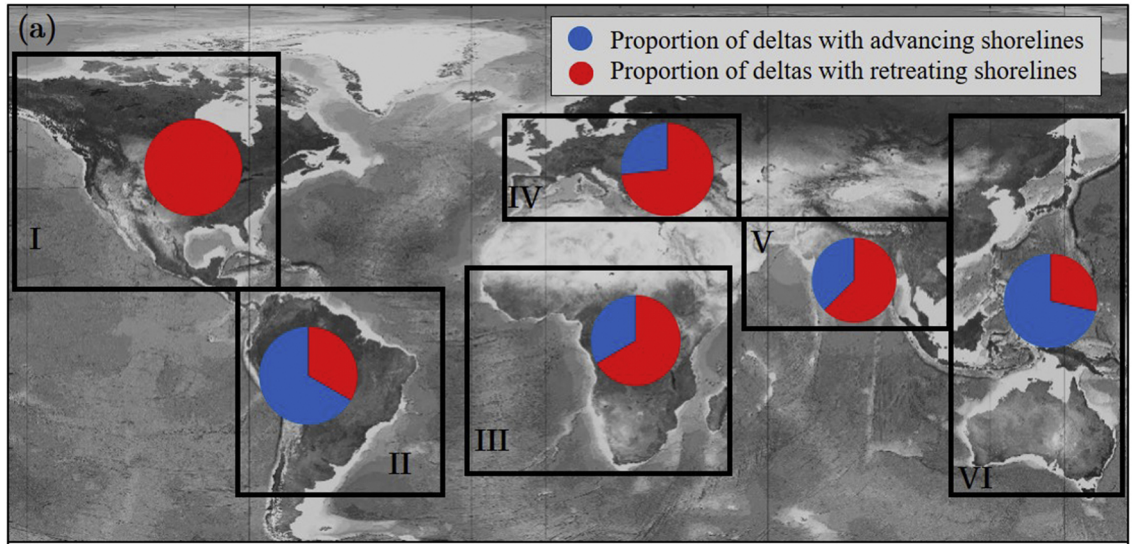 (a)
Proportion of deltas with advancing shorelines
Proportion of deltas with retreating shorelines
I
II
III
IV
V
VI